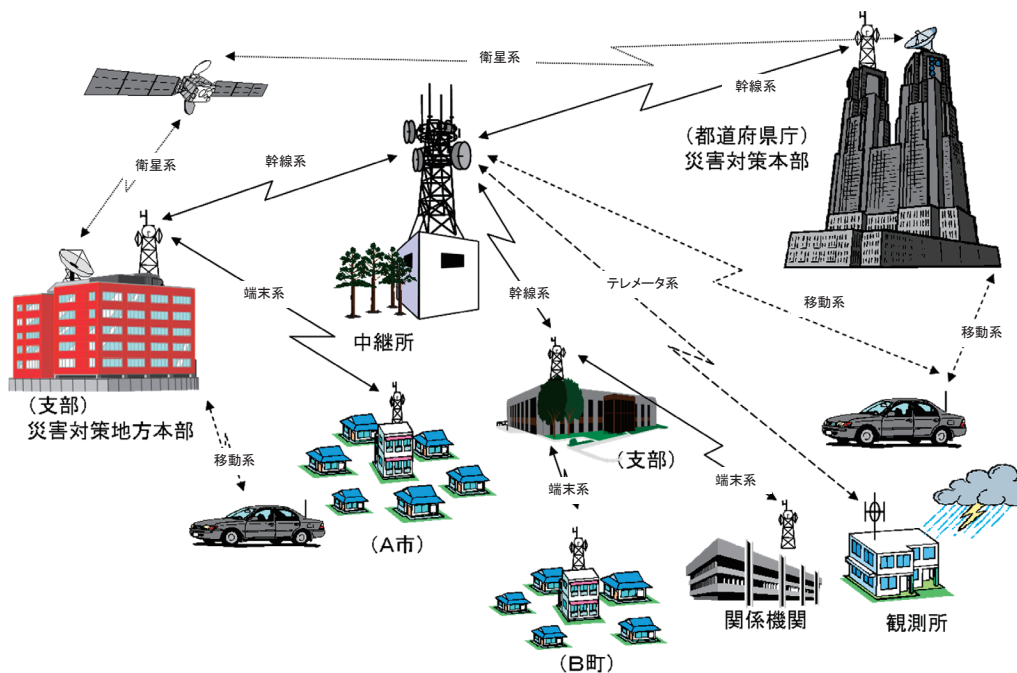 衛星系
幹線系
(都道府県庁)
災害対策本部
衛星系
幹線系
端末系
幹線系
テレメータ系
移動系
移動系
中継所
(支部)
災害対策地方本部
移動系
(支部)
端末系
端末系
(A市)
(B町)
関係機関
観測所